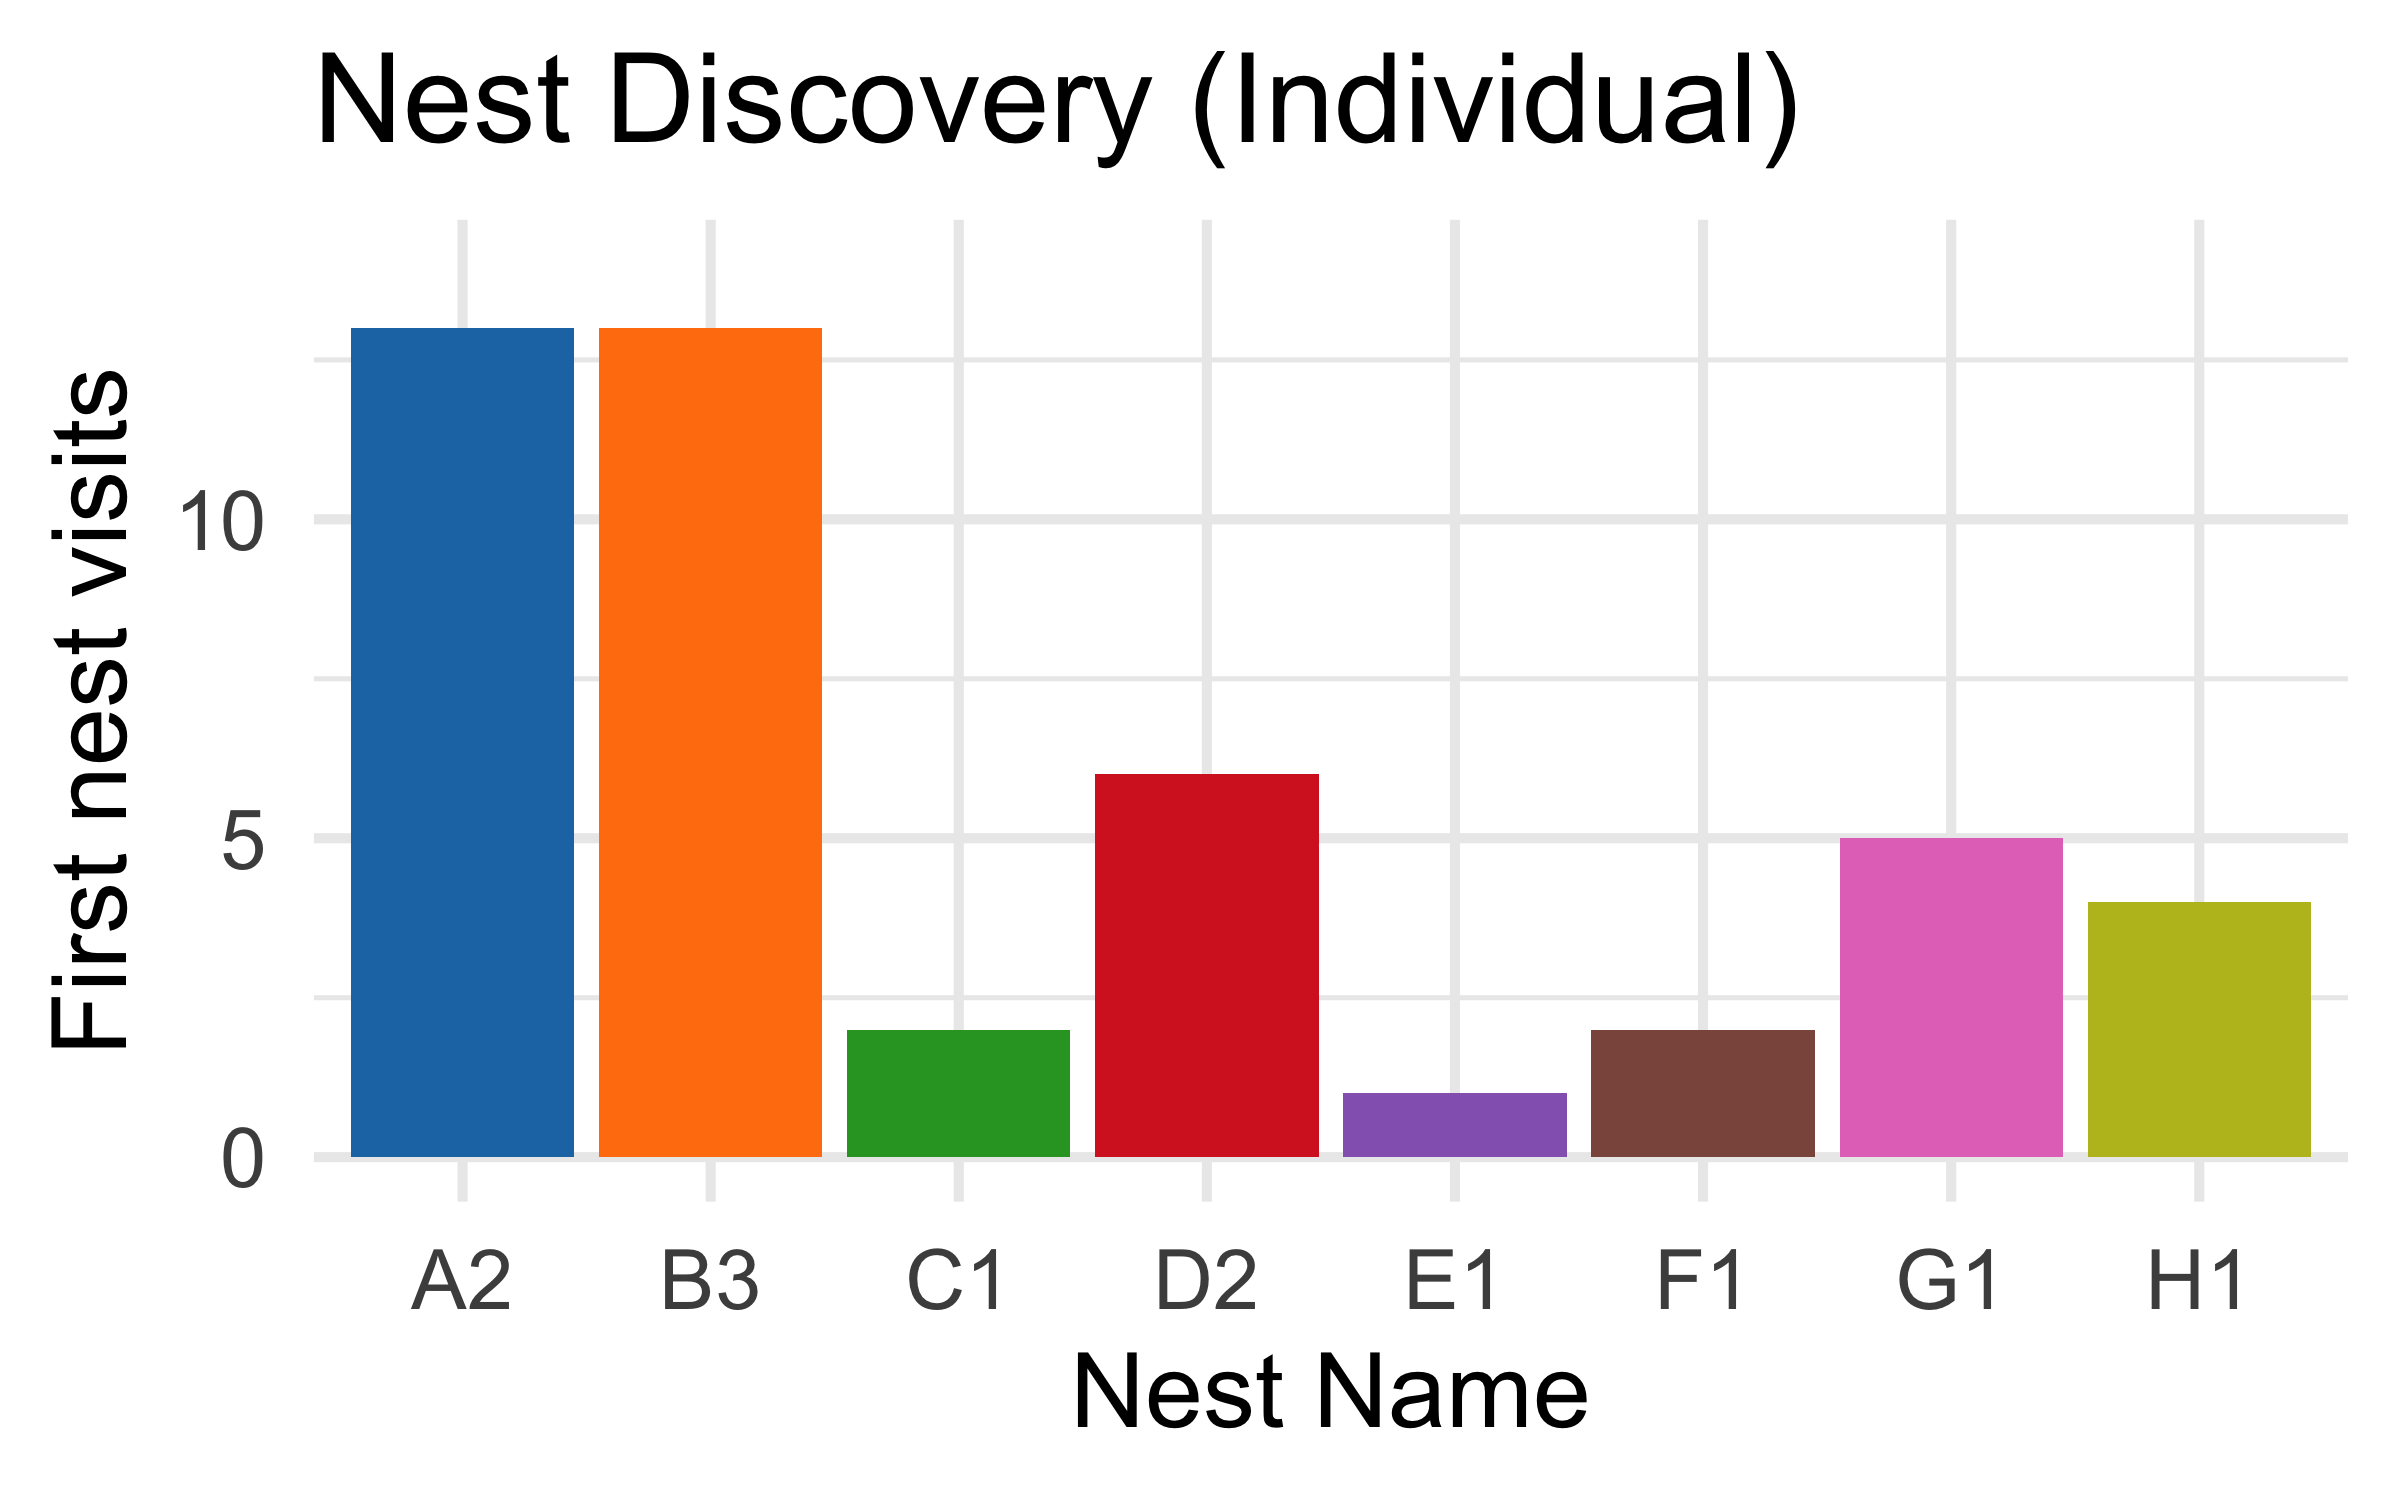 Nest Discovery (Individual)
First nest visits
10
5
0
A2 B3 C1 D2 E1 F1 G1 H1
Nest Name